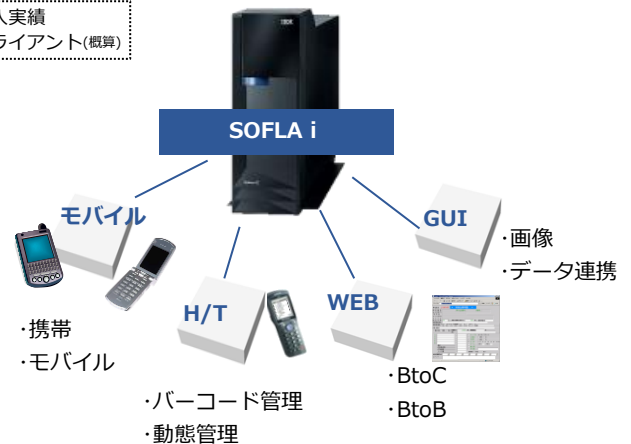 人実績
ライアント(概算)
IBM
SOFLA i
モバイル
GUI
･画像
･データ連携
H/T
WEB
･携帯
･モバイル
･BtoC
･BtoB
･バーコード管理
･動態管理